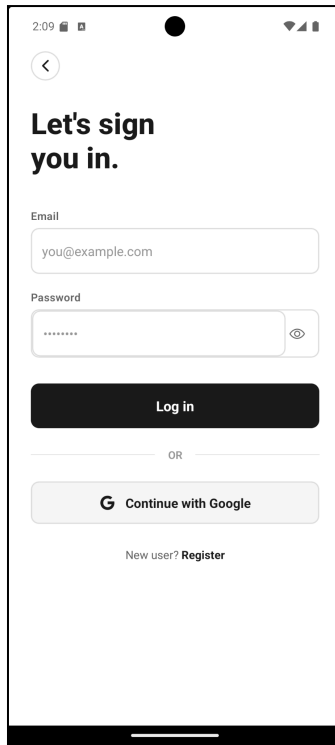 2:09
Let's sign
you in.
Email
you@example.com
Password
••••••••
Log in
OR
G Continue with Google
New user? Register